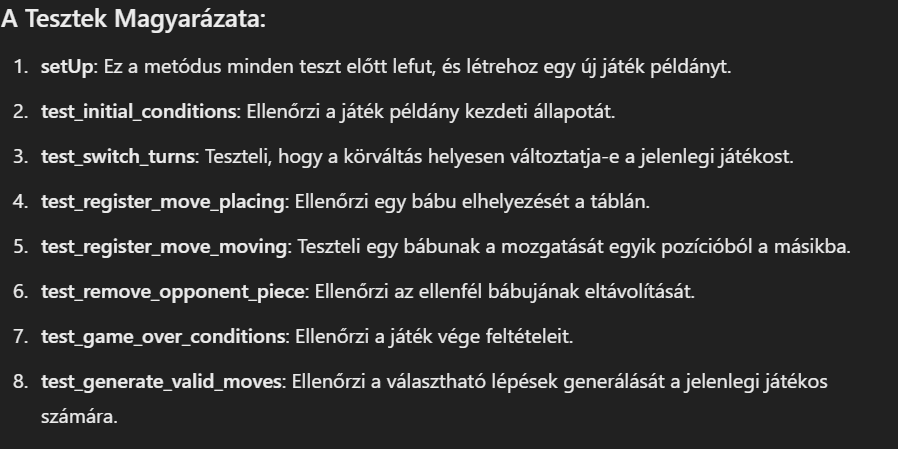 A Tesztek Magyarázata:
1. setUp: Ez a metódus minden teszt előtt lefut, és létrehoz egy új játék példányt.
2. test_initial_conditions: Ellenőrzi a játék példány kezdeti állapotát.
3. test_switch_turns: Teszteli, hogy a körváltás helyesen változtatja-e a jelenlegi játékost.
4. test_register_move_placing: Ellenőrzi egy bábu elhelyezését a táblán.
5. test_register_move_moving: Teszteli egy bábunak a mozgatását egyik pozícióból a másikba.
6. test_remove_opponent_piece: Ellenőrzi az ellenfél bábujának eltávolítását.
7. test_game_over_conditions: Ellenőrzi a játék vége feltételeit.
8. test_generate_valid_moves: Ellenőrzi a választható lépések generálását a jelenlegi játékos
számára.